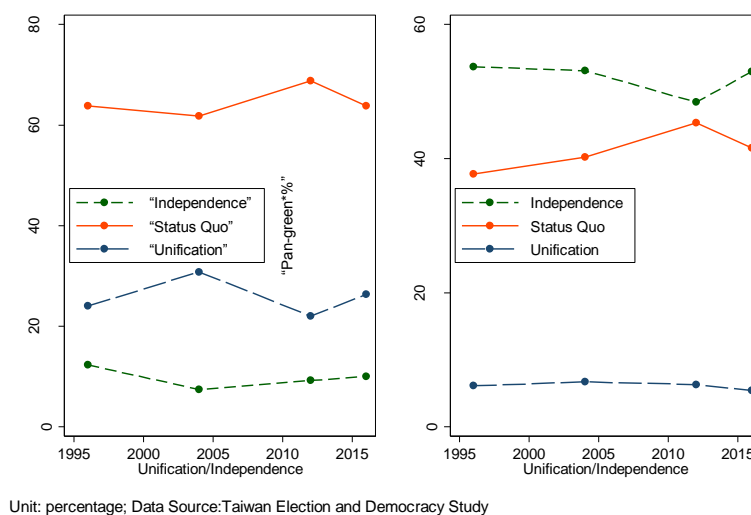 80
60
40
20
0
"Independence"
"Status Quo"
"Unification"
1995
2000
2005
2010
2015
Unification/Independence
"Pan-green*%"
60
40
20
0
Independence
Status Quo
Unification
1995
2000
2005
2010
2015
Unification/Independence
Unit: percentage; Data Source:Taiwan Election and Democracy Study